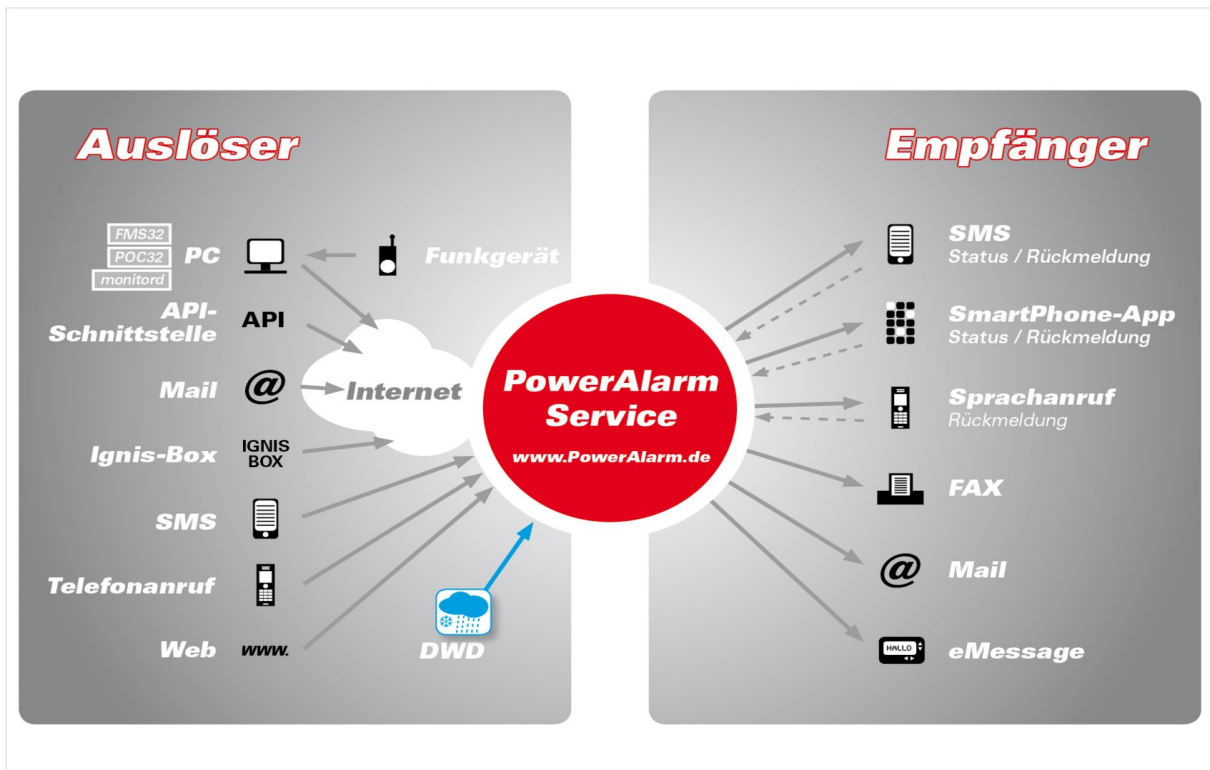 Auslöser
FMS32
POC32
monitord
PC
Funkgerät
API-
Schnittstelle
API
Mail
@
Internet
Ignis-Box
IGNIS
BOX
SMS
Telefonanruf
Web
www.
DWD
PowerAlarm
Service
www.PowerAlarm.de
Empfänger
SMS
Status / Rückmeldung
SmartPhone-App
Status / Rückmeldung
Sprachanruf
Rückmeldung
FAX
@
Mail
HALLO
eMessage